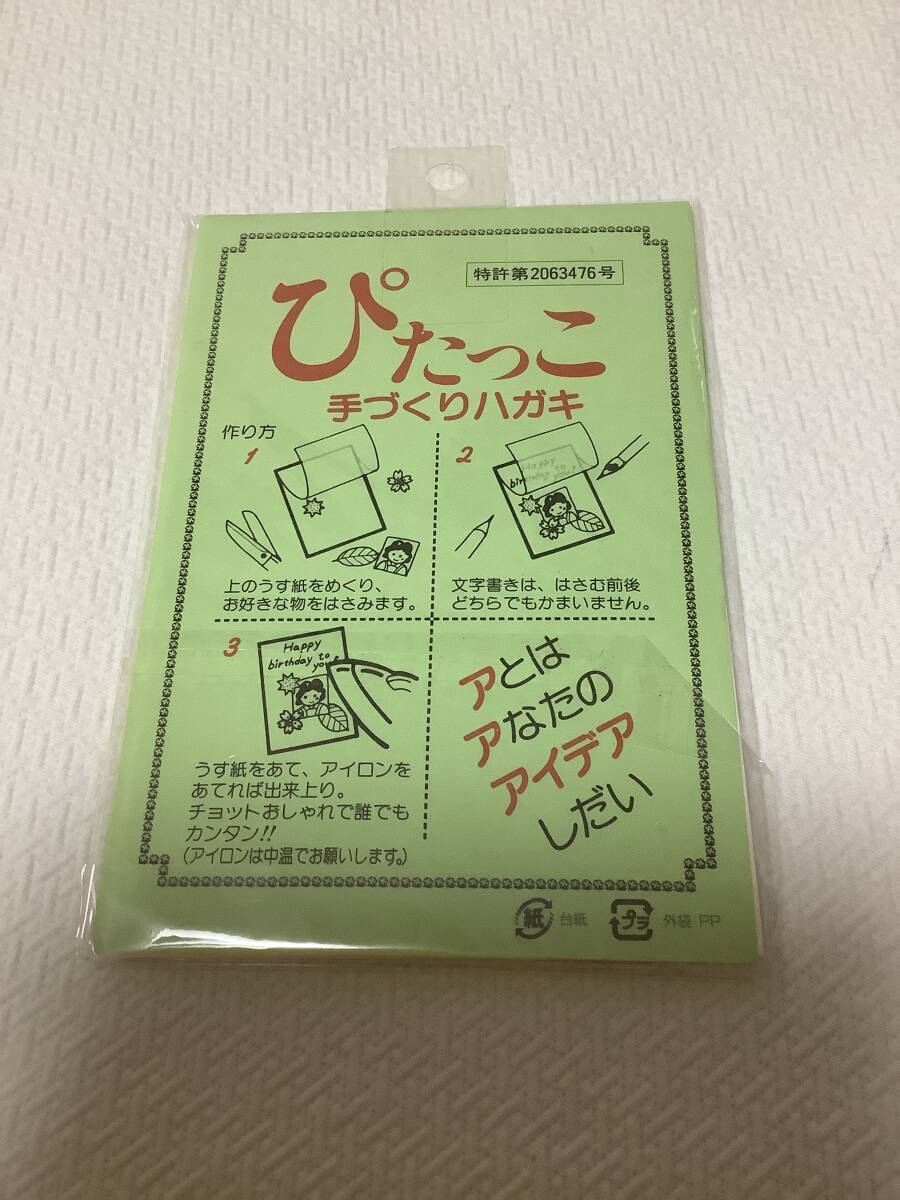 特許第2063476号
ぴたっこ
手づくりハガキ
作り方
1
2
Happy
birthday to
you!
上のうす紙をめくり、
お好きな物をはさみます。
文字書きは、はさむ前後
どちらでもかまいません。
3
Happy
birthday to
you!
うす紙をあて、アイロンを
あてれば出来上り。
チョットおしゃれで誰でも
カンタン!!
(アイロンは中温でお願いします。)
アとは
アなたの
アイデア
しだい
紙 台紙
プラ 外袋:PP